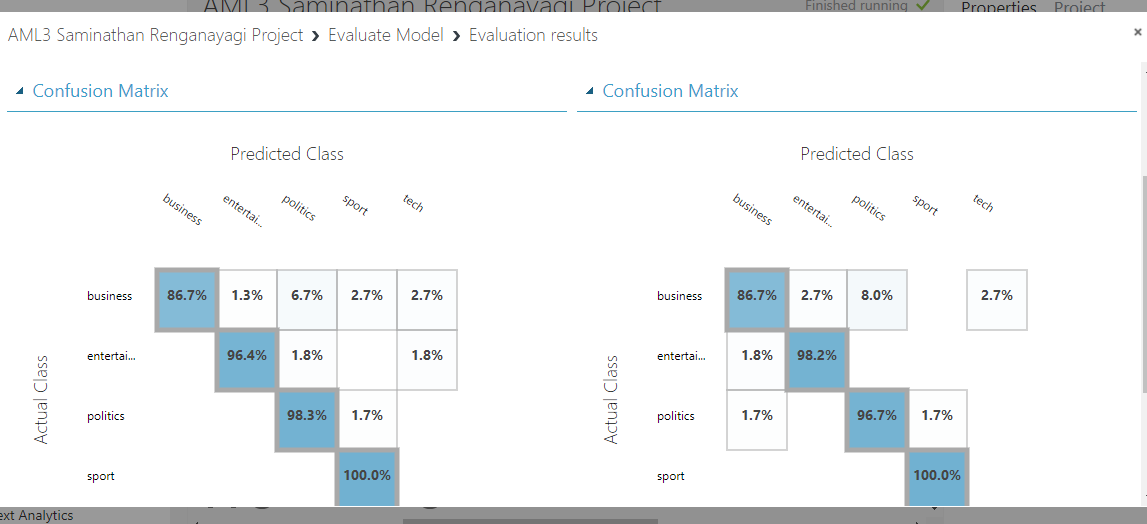 AML3 Saminathan Renganayagi Project
Finished running
Properties Project
AML3 Saminathan Renganayagi Project › Evaluate Model › Evaluation results
Confusion Matrix
Predicted Class
business entertai... politics sport tech
business 86.7% 1.3% 6.7% 2.7% 2.7%
entertai... 96.4% 1.8% 1.8%
politics 98.3% 1.7%
sport 100.0%
Actual Class
Confusion Matrix
Predicted Class
business entertai... politics sport tech
business 86.7% 2.7% 8.0% 2.7%
entertai... 1.8% 98.2%
politics 1.7% 96.7% 1.7%
sport 100.0%
Actual Class
ext Analytics